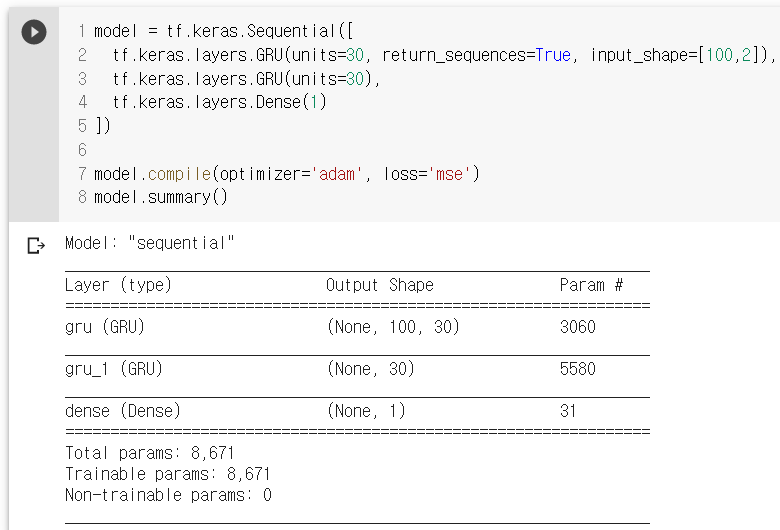 1 model = tf.keras.Sequential([
2   tf.keras.layers.GRU(units=30, return_sequences=True, input_shape=[100,2]),
3   tf.keras.layers.GRU(units=30),
4   tf.keras.layers.Dense(1)
5 ])
6
7 model.compile(optimizer='adam', loss='mse')
8 model.summary()
Model: "sequential"
Layer (type) Output Shape Param #
gru (GRU) (None, 100, 30) 3060
gru_1 (GRU) (None, 30) 5580
dense (Dense) (None, 1) 31
Total params: 8,671
Trainable params: 8,671
Non-trainable params: 0